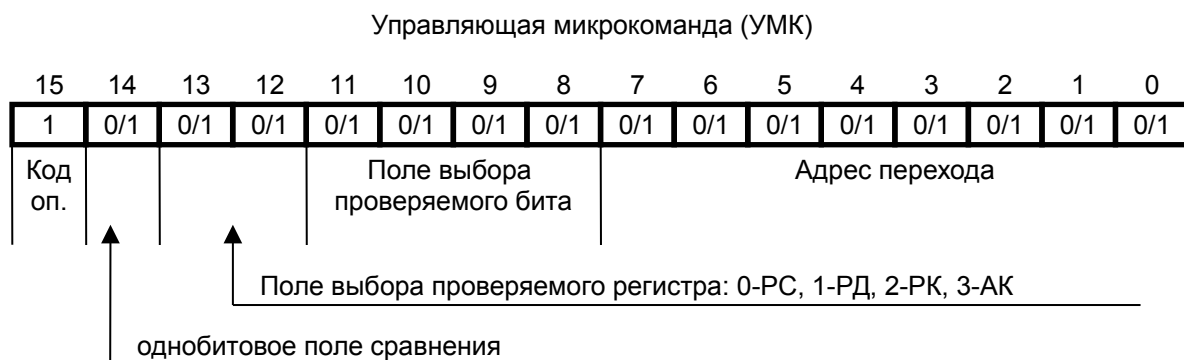 Управляющая микрокоманда (УМК)
15 14 13 12 11 10 9 8 7 6 5 4 3 2 1 0
1 0/1 0/1 0/1 0/1 0/1 0/1 0/1 0/1 0/1 0/1 0/1 0/1 0/1 0/1 0/1
Код оп.
Поле выбора
проверяемого бита
Адрес перехода
Поле выбора проверяемого регистра: 0-РС, 1-РД, 2-РК, 3-АК
однобитовое поле сравнения